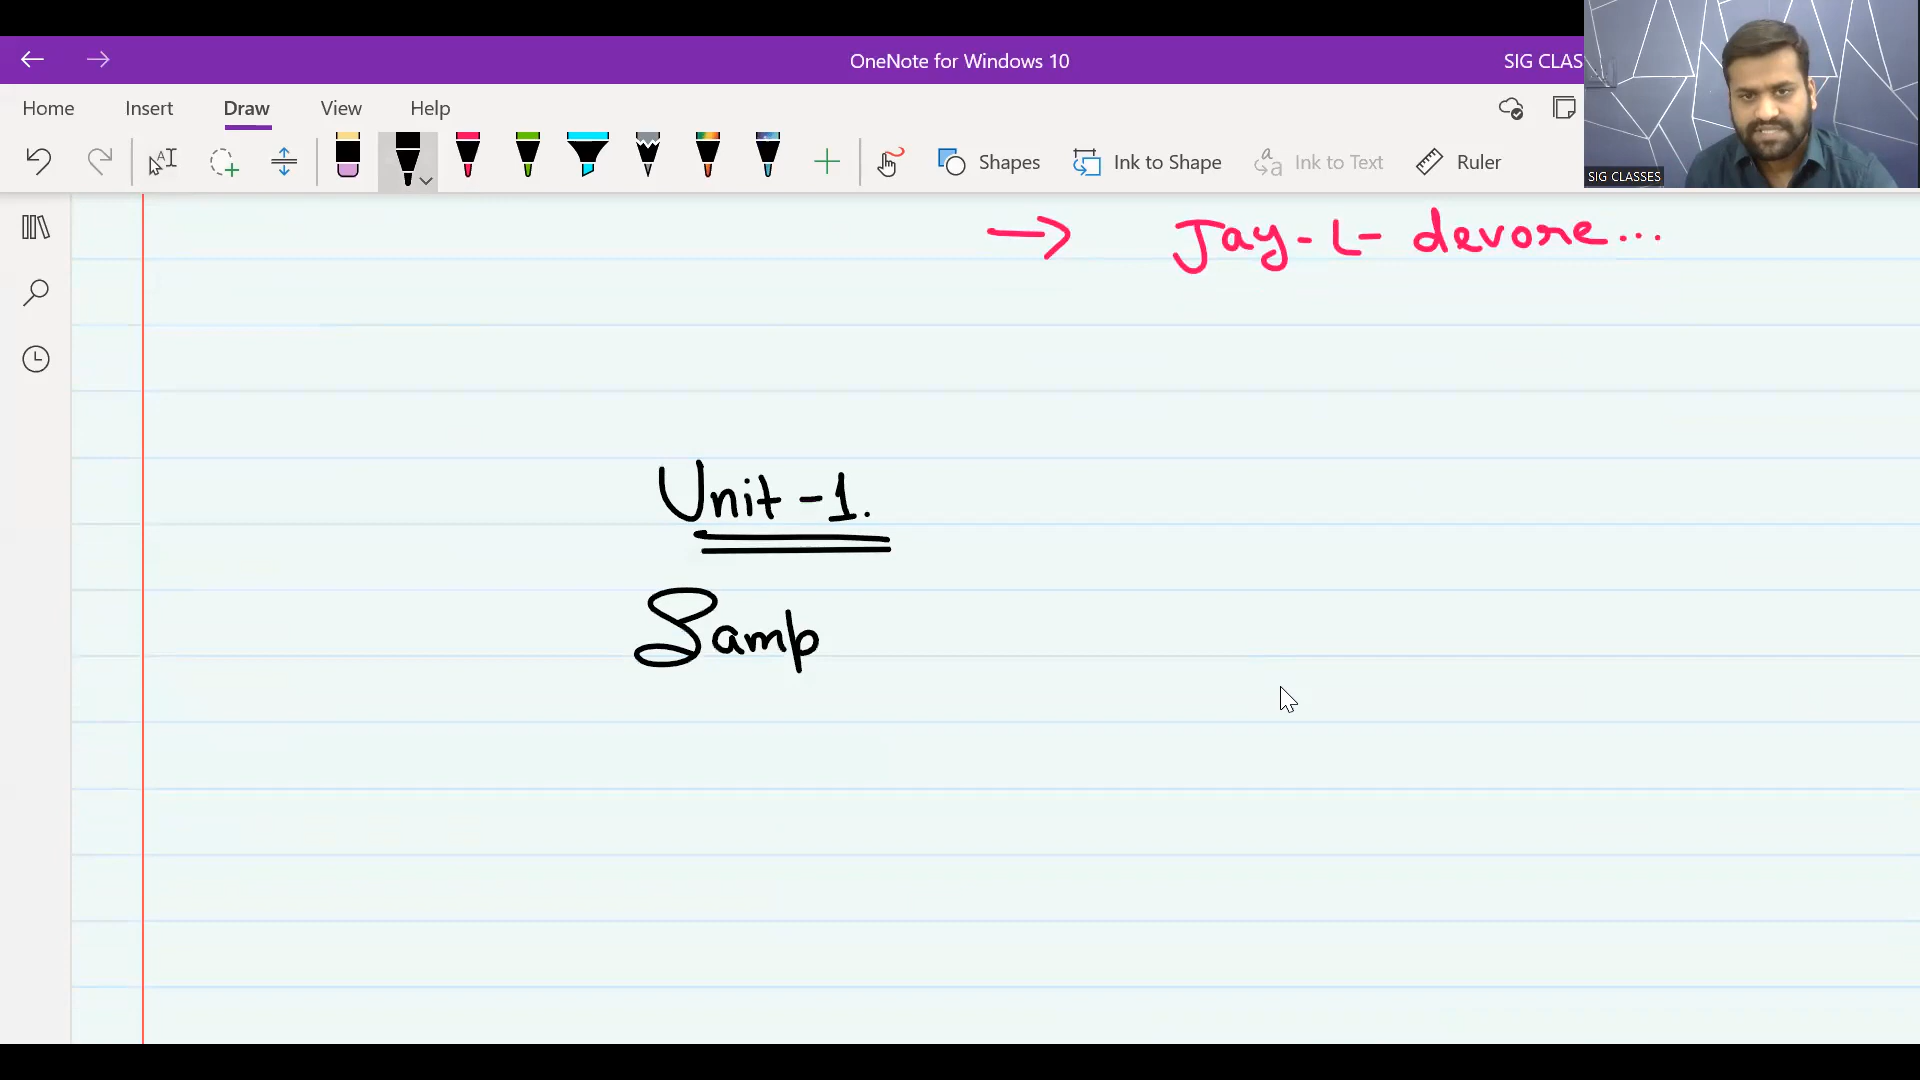 OneNote for Windows 10
SIG CLAS
Home Insert Draw View Help
Shapes Ink to Shape Ink to Text Ruler
SIG CLASSES
→ Jay-L- devore...
Unit-1.
Samp